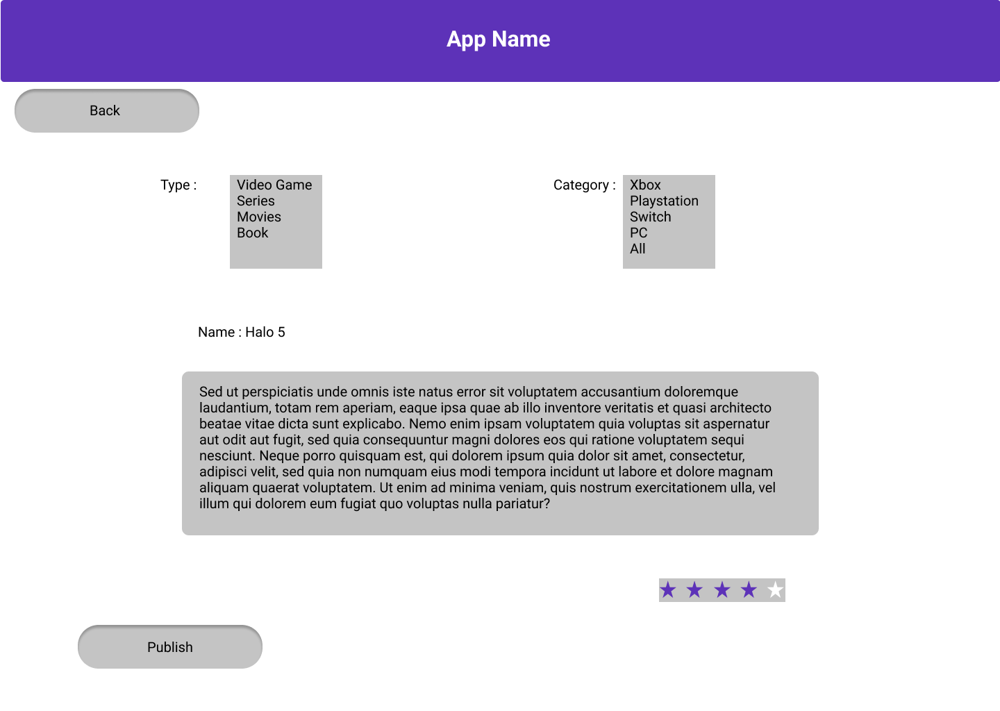 App Name
Back
Type :
Video Game
Series
Movies
Book
Category :
Xbox
Playstation
Switch
PC
All
Name : Halo 5
Sed ut perspiciatis unde omnis iste natus error sit voluptatem accusantium doloremque
laudantium, totam rem aperiam, eaque ipsa quae ab illo inventore veritatis et quasi architecto
beatae vitae dicta sunt explicabo. Nemo enim ipsam voluptatem quia voluptas sit aspernatur
aut odit aut fugit, sed quia consequuntur magni dolores eos qui ratione voluptatem sequi
nesciunt. Neque porro quisquam est, qui dolorem ipsum quia dolor sit amet, consectetur,
adipisci velit, sed quia non numquam eius modi tempora incidunt ut labore et dolore magnam
aliquam quaerat voluptatem. Ut enim ad minima veniam, quis nostrum exercitationem ulla, vel
illum qui dolorem eum fugiat quo voluptas nulla pariatur?
Publish